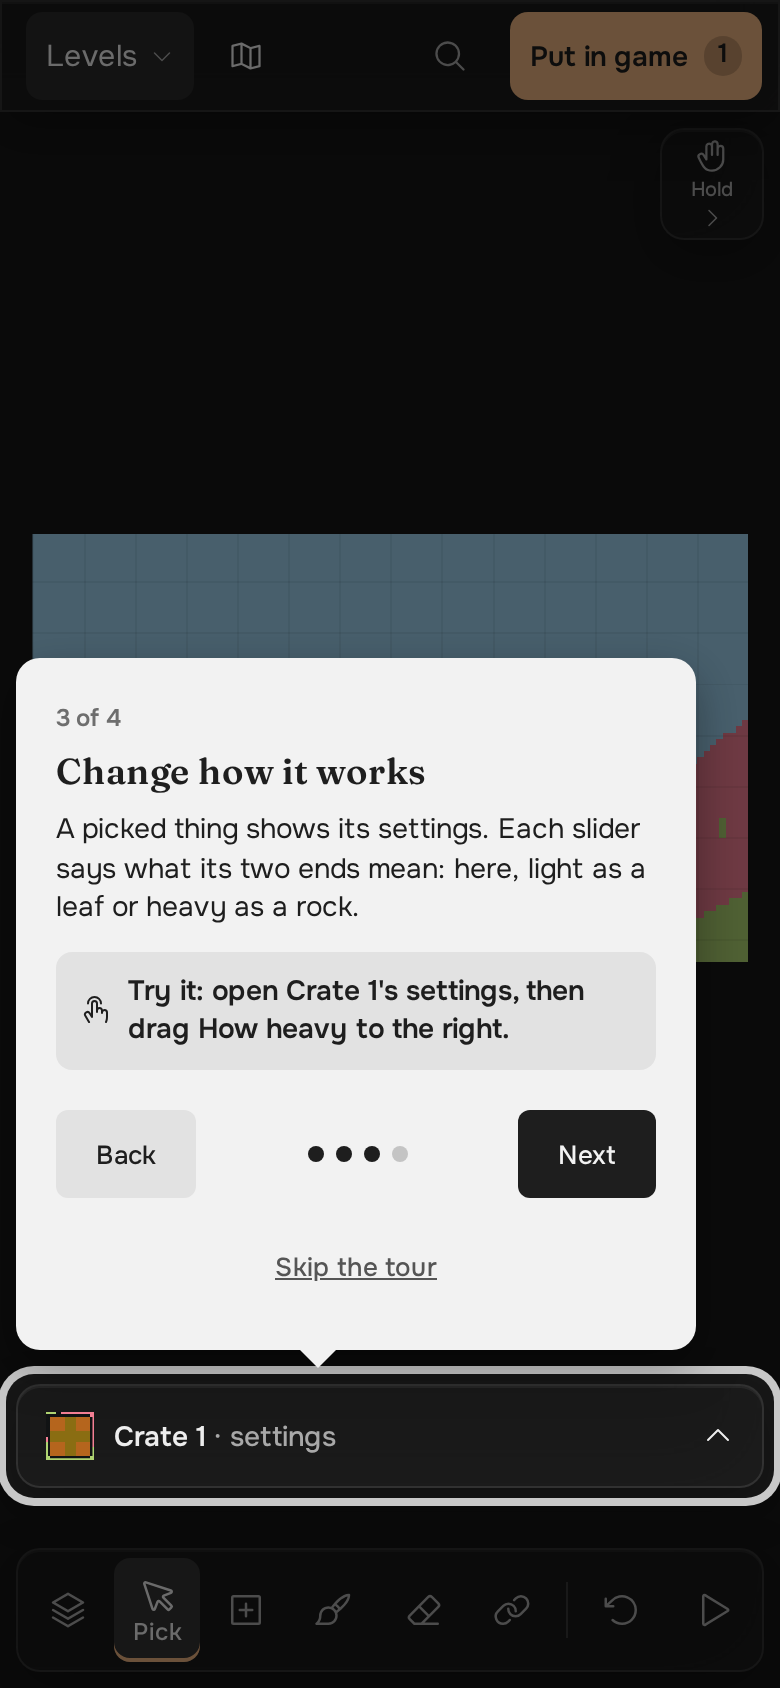 Levels
Put in game 1
Hold
3 of 4
Change how it works
A picked thing shows its settings. Each slider
says what its two ends mean: here, light as a
leaf or heavy as a rock.
Try it: open Crate 1's settings, then
drag How heavy to the right.
Back
Next
Skip the tour
Crate 1 · settings
Pick